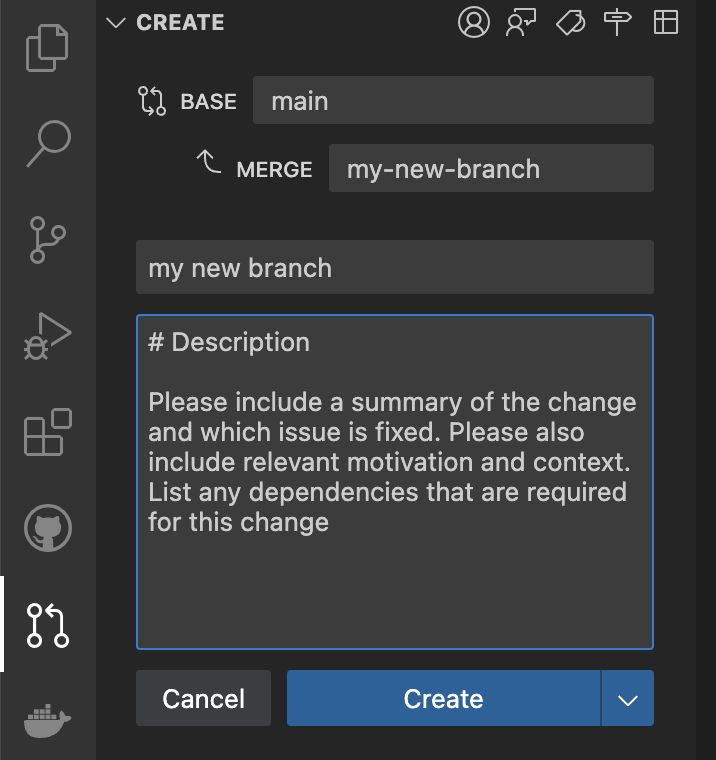 CREATE
BASE main
MERGE my-new-branch
my new branch
# Description
Please include a summary of the change
and which issue is fixed. Please also
include relevant motivation and context.
List any dependencies that are required
for this change
Cancel Create